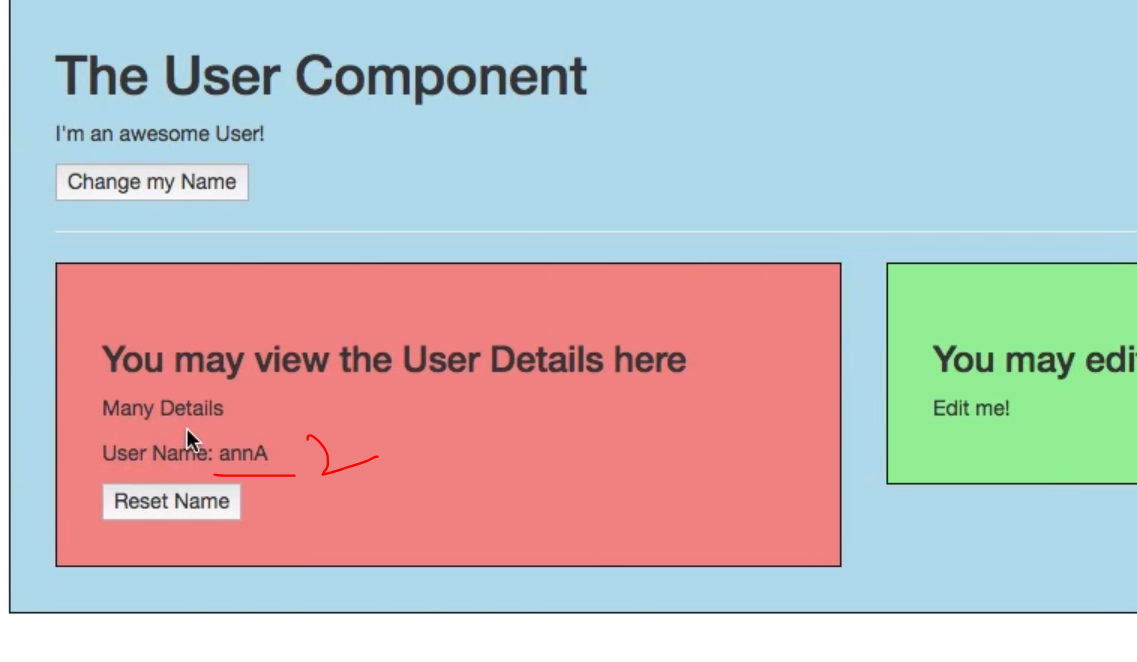 The User Component
I'm an awesome User!
Change my Name
You may view the User Details here
Many Details
User Name: annA
2
Reset Name
You may edi
Edit me!